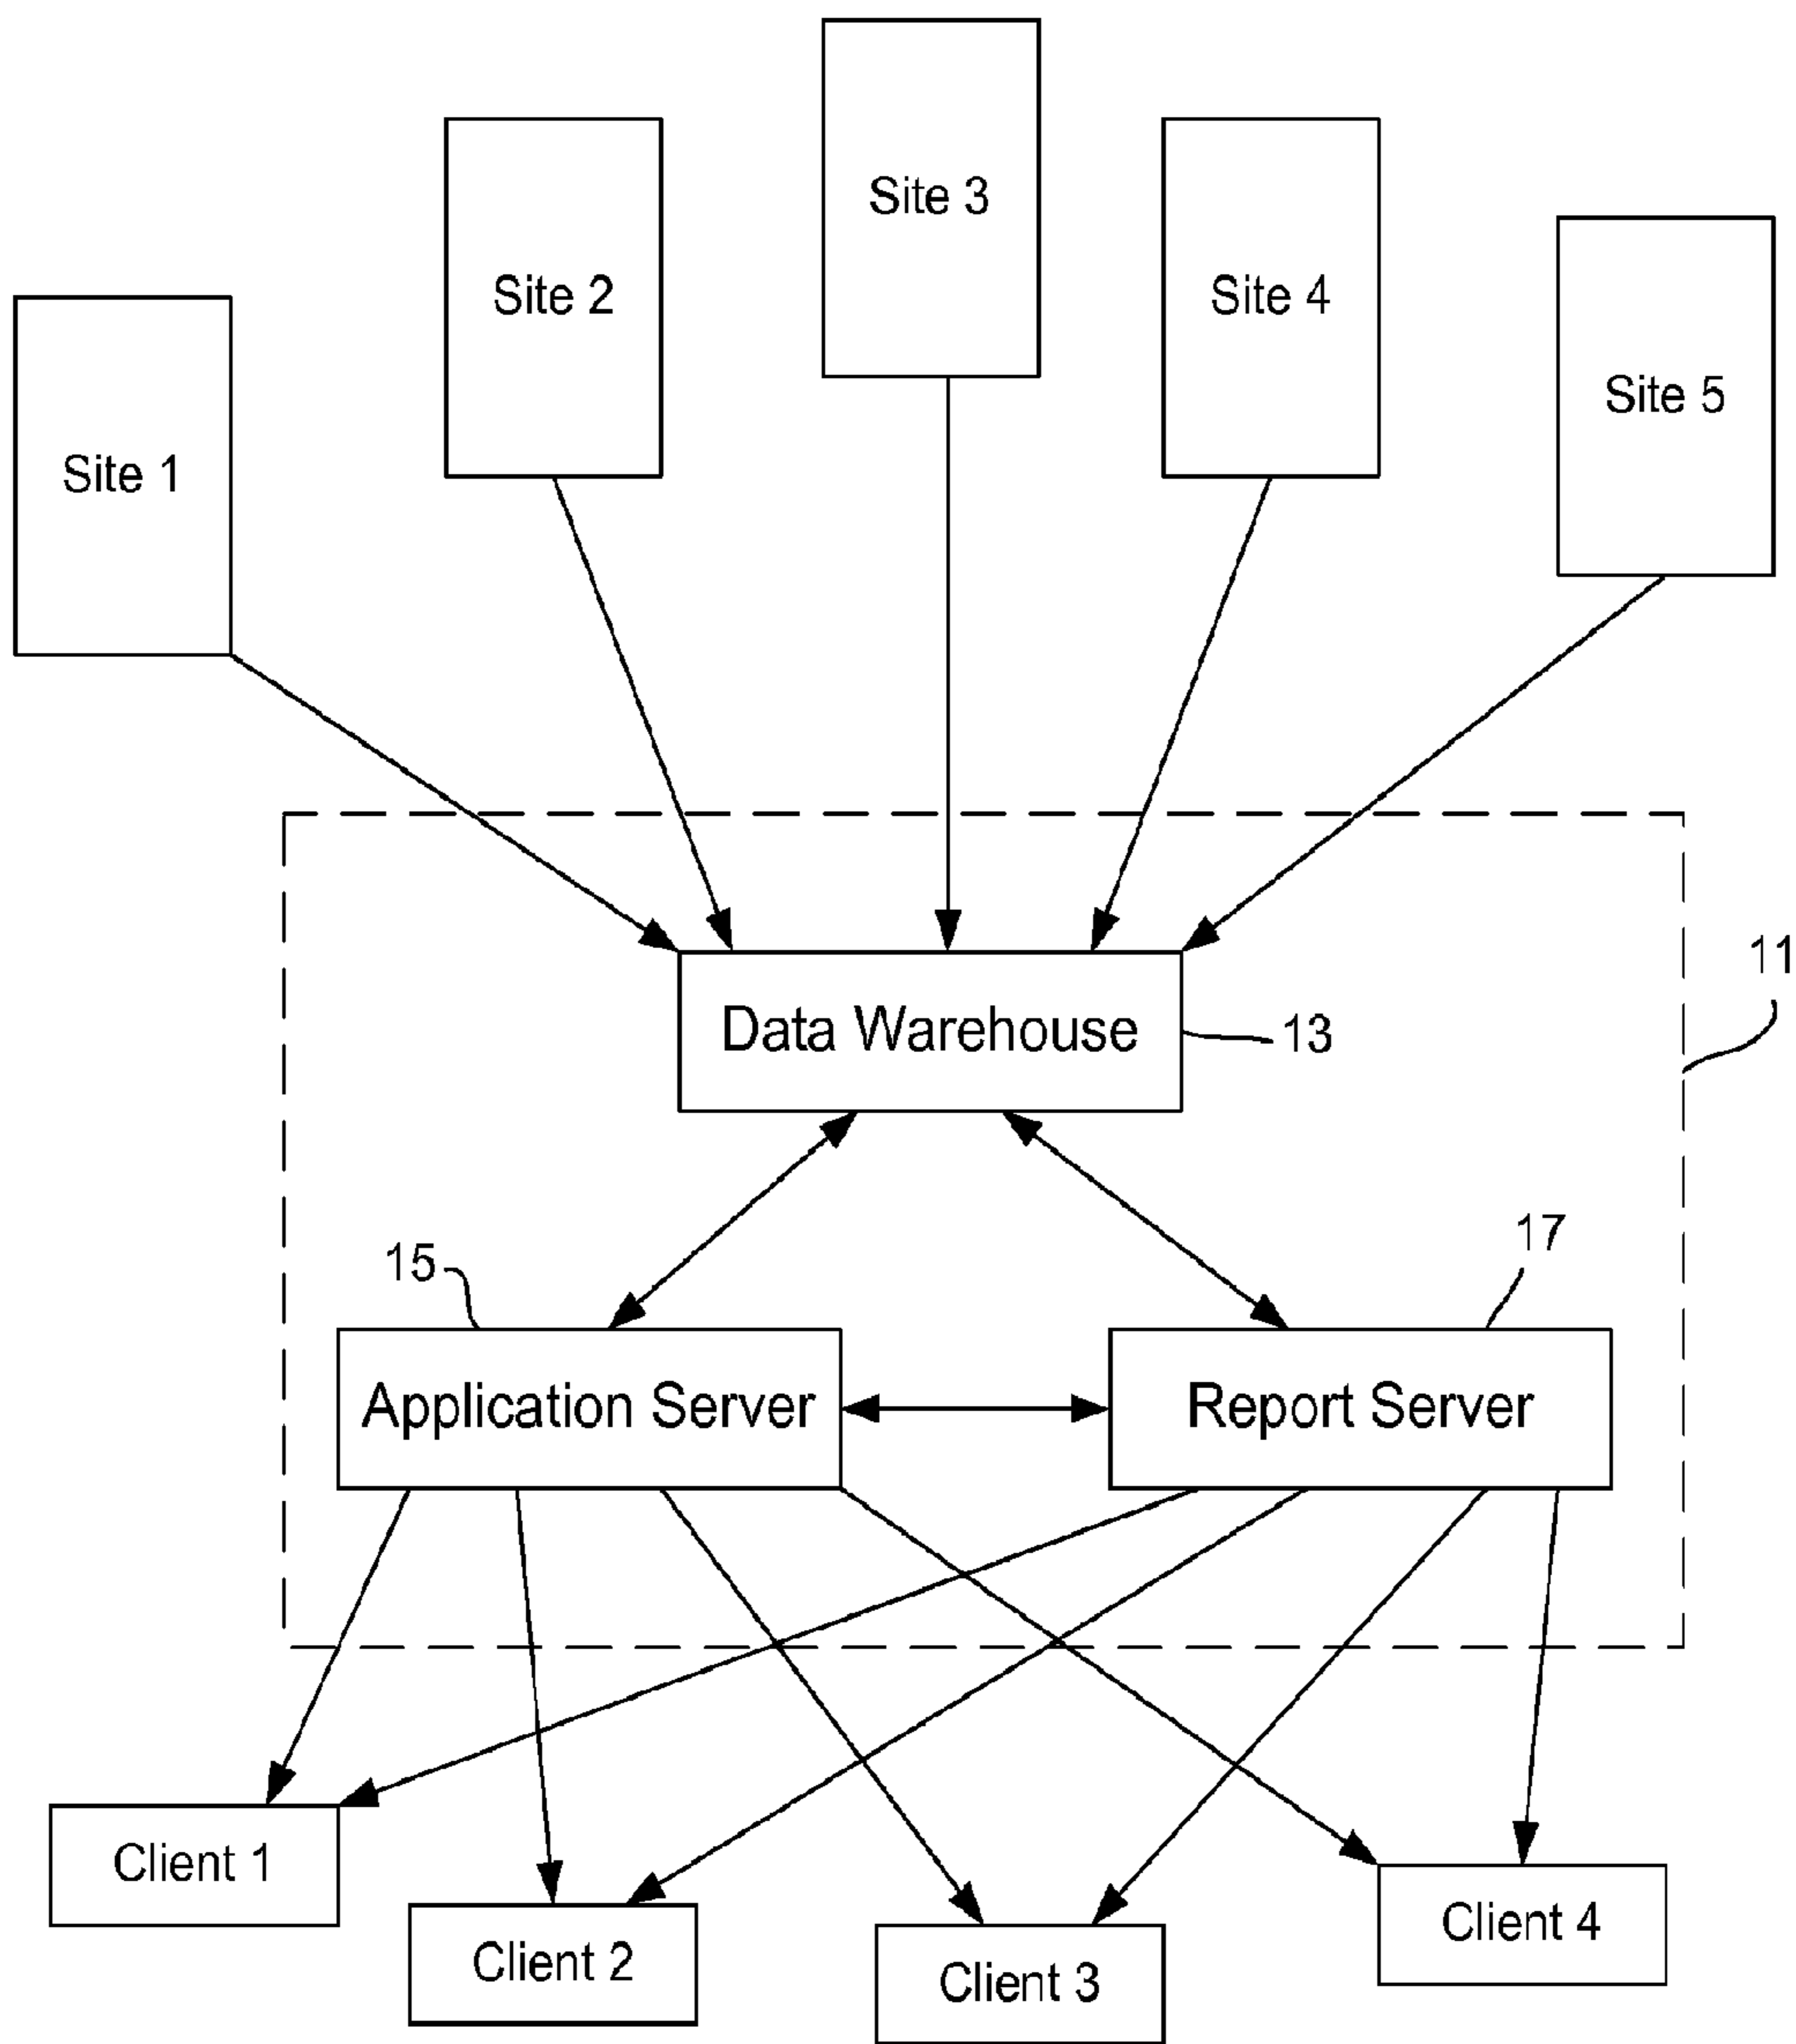 Site 3
Site 2
Site 4
Site 5
Site 1
11
Data Warehouse
13
17
15
Application Server
Report Server
Client 1
Client 4
Client 2
Client 3